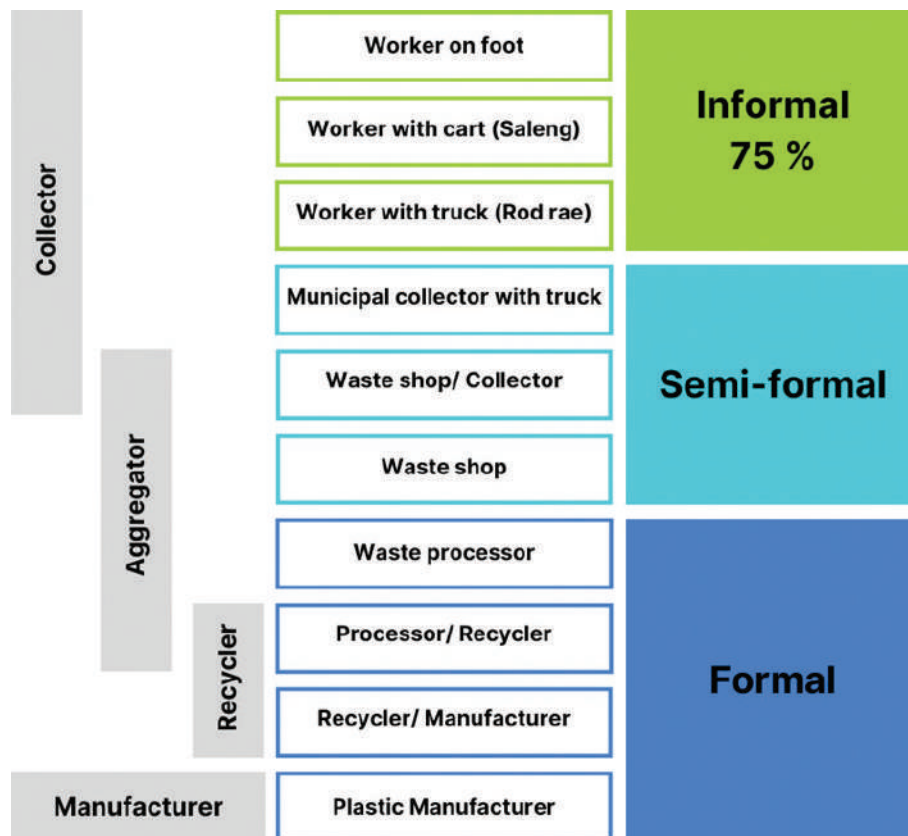 Collector
Aggregator
Recycler
Manufacturer
Worker on foot
Worker with cart (Saleng)
Worker with truck (Rod rae)
Municipal collector with truck
Waste shop/ Collector
Waste shop
Waste processor
Processor/ Recycler
Recycler/ Manufacturer
Plastic Manufacturer
Informal
75 %
Semi-formal
Formal